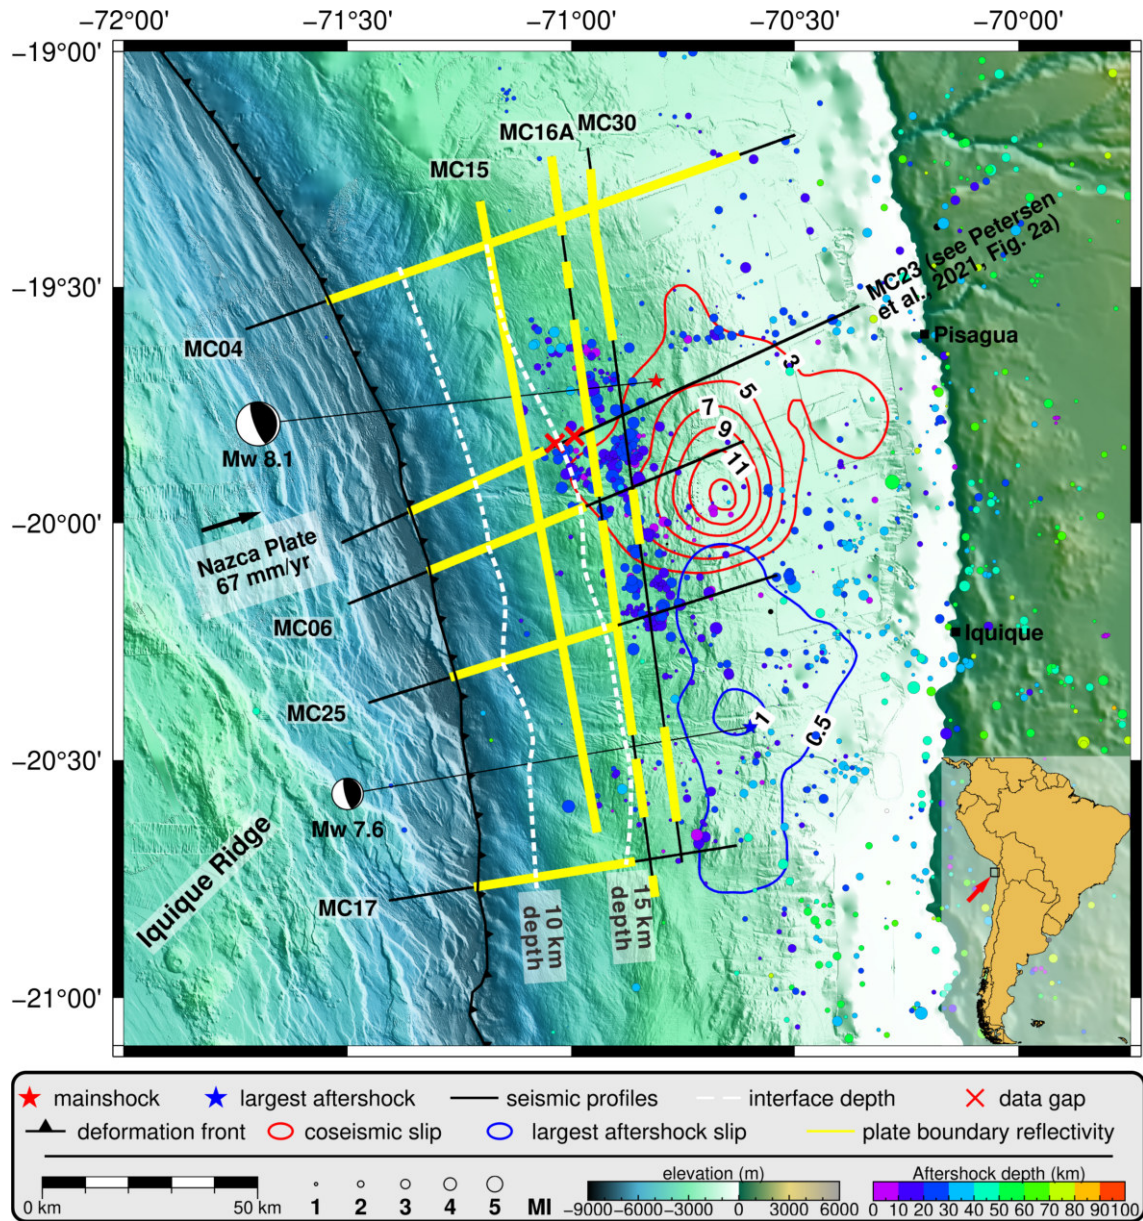 −72°00' −71°30' −71°00' −70°30' −70°00'
−19°00'
MC16A MC30
MC15
MC23 (see Petersen
et al., 2021, Fig. 2a)
−19°30'
Pisagua
MC04
3
5
7
9
11
Mw 8.1
−20°00'
Nazca Plate
67 mm/yr
MC06
Iquique
MC25
1
0.5
−20°30'
Mw 7.6
Iquique Ridge
MC17
10 km
depth
15 km
depth
−21°00'
mainshock largest aftershock seismic profiles interface depth data gap
deformation front coseismic slip largest aftershock slip plate boundary reflectivity
elevation (m) Aftershock depth (km)
0 km 50 km 1 2 3 4 5 Ml −9000 −6000 −3000 0 3000 6000 0 10 20 30 40 50 60 70 80 90 100